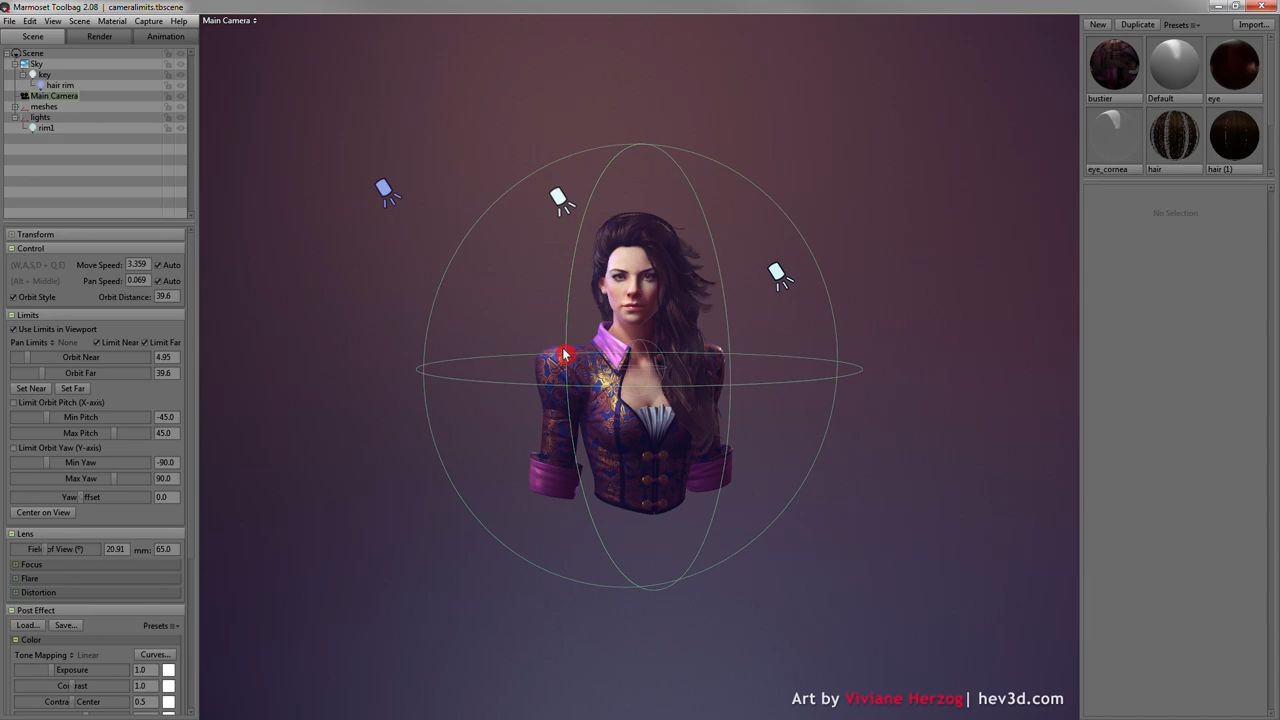 Marmoset Toolbag 2.08 | cameralimits.tbscene
File Edit View Scene Material Capture Help
Scene Render Animation
Main Camera
New Duplicate Presets Import...
Scene
Sky
key
hair rim
Main Camera
meshes
lights
rim1
bustier Default eye
eye_cornea hair hair (1)
No Selection
Transform
Control
(W,A,S,D + Q,E) Move Speed: 3.359 Auto
(Alt + Middle) Pan Speed: 0.069 Auto
Orbit Style Orbit Distance: 39.6
Limits
Use Limits in Viewport
Pan Limits None Limit Near Limit Far
Orbit Near 4.95
Orbit Far 39.6
Set Near Set Far
Limit Orbit Pitch (X-axis)
Min Pitch -45.0
Max Pitch 45.0
Limit Orbit Yaw (Y-axis)
Min Yaw -90.0
Max Yaw 90.0
Yaw Offset 0.0
Center on View
Lens
Field of View (º) 20.91 mm: 65.0
Focus
Flare
Distortion
Post Effect
Load... Save... Presets
Color
Tone Mapping Linear Curves...
Exposure 1.0
Contrast 1.0
Contrast Center 0.5
Art by Viviane Herzog | hev3d.com